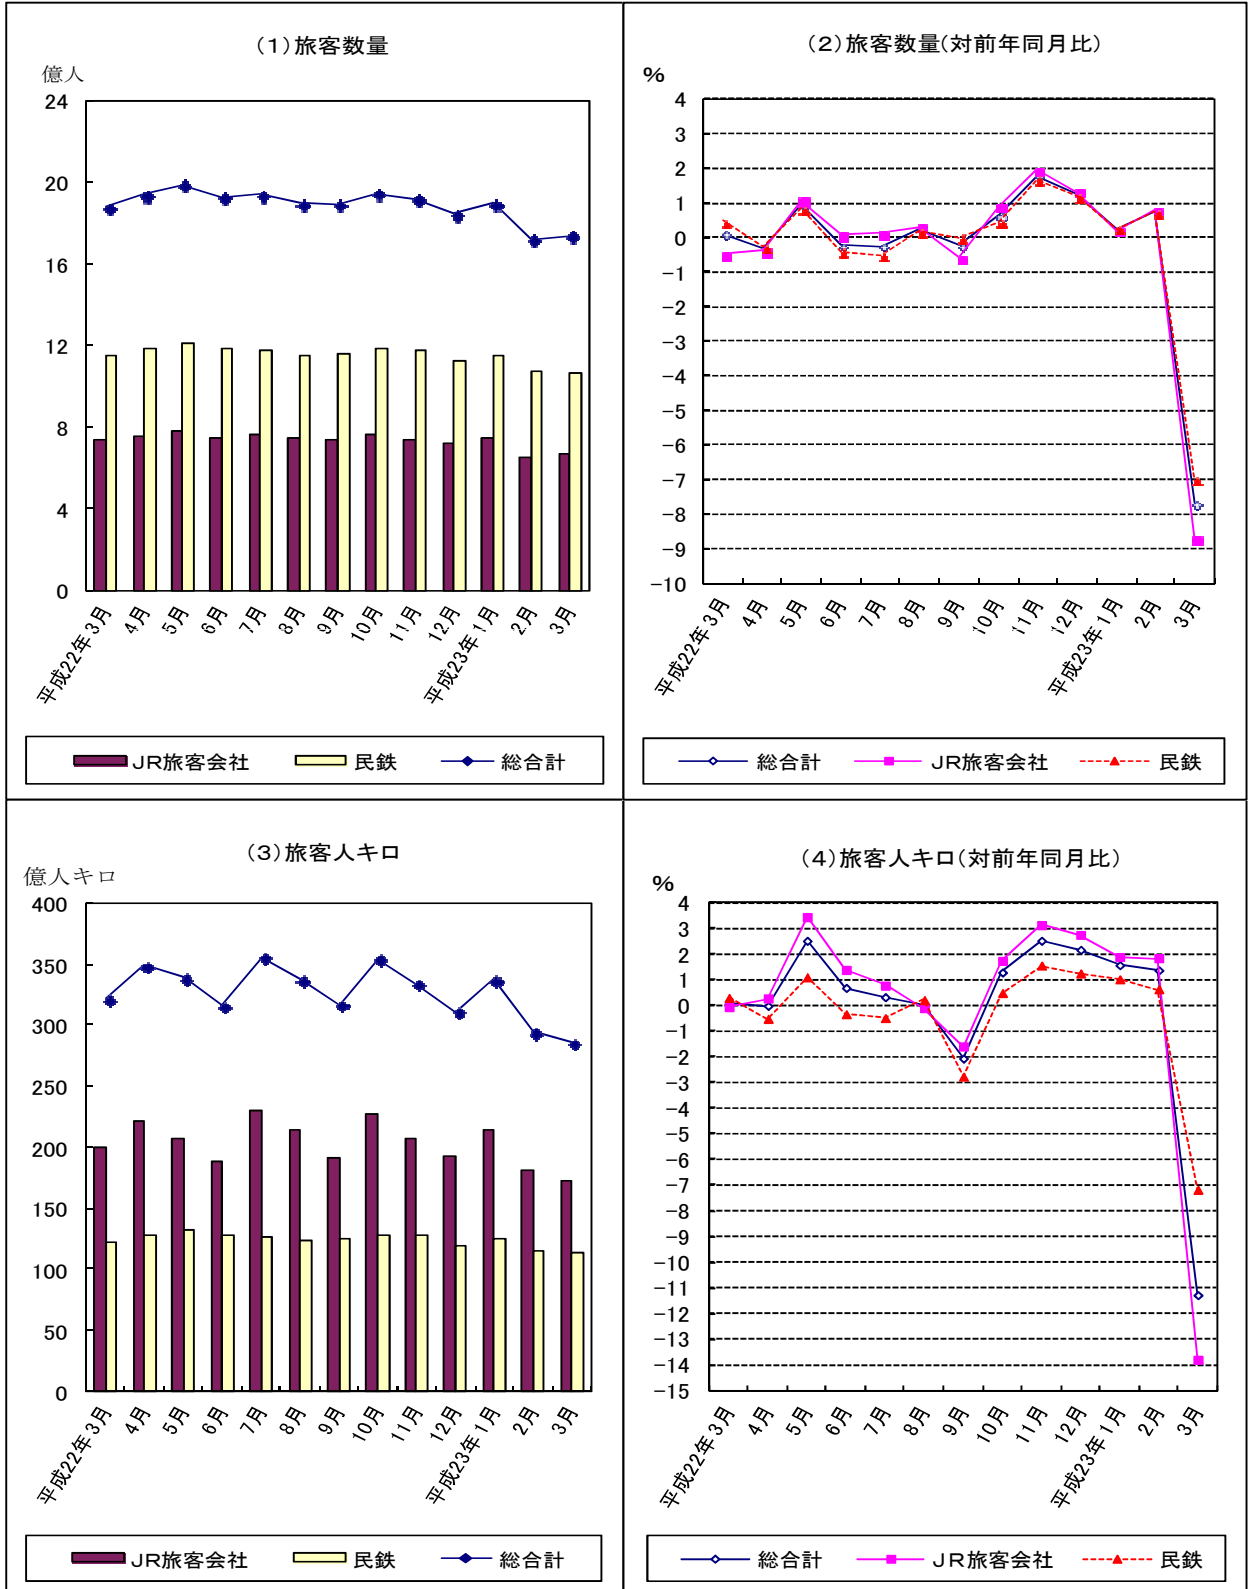 (1)旅客数量
億人
24
20
16
12
8
4
0
平成22年 3月
4月
5月
6月
7月
8月
9月
10月
11月
12月
平成23年 1月
2月
3月
JR旅客会社
民鉄
総合計
(2)旅客数量(対前年同月比)
%
4
3
2
1
0
-1
-2
-3
-4
-5
-6
-7
-8
-9
-10
平成22年 3月
4月
5月
6月
7月
8月
9月
10月
11月
12月
平成23年 1月
2月
3月
総合計
JR旅客会社
民鉄
(3)旅客人キロ
億人キロ
400
350
300
250
200
150
100
50
0
平成22年 3月
4月
5月
6月
7月
8月
9月
10月
11月
12月
平成23年 1月
2月
3月
JR旅客会社
民鉄
総合計
(4)旅客人キロ(対前年同月比)
%
4
3
2
1
0
-1
-2
-3
-4
-5
-6
-7
-8
-9
-10
-11
-12
-13
-14
-15
平成22年 3月
4月
5月
6月
7月
8月
9月
10月
11月
12月
平成23年 1月
2月
3月
総合計
JR旅客会社
民鉄